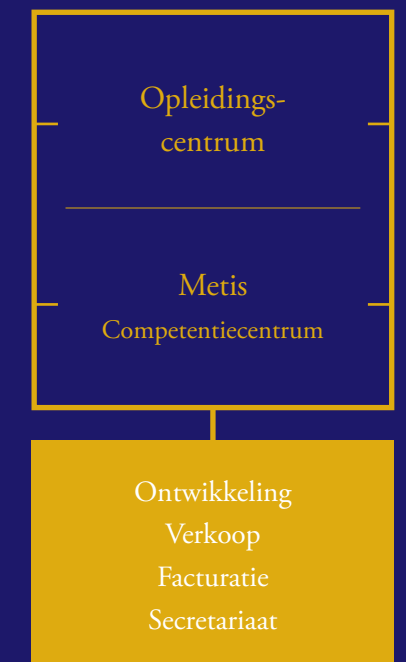 Opleidings-
centrum
Metis
Competentiecentrum
Ontwikkeling
Verkoop
Facturatie
Secretariaat